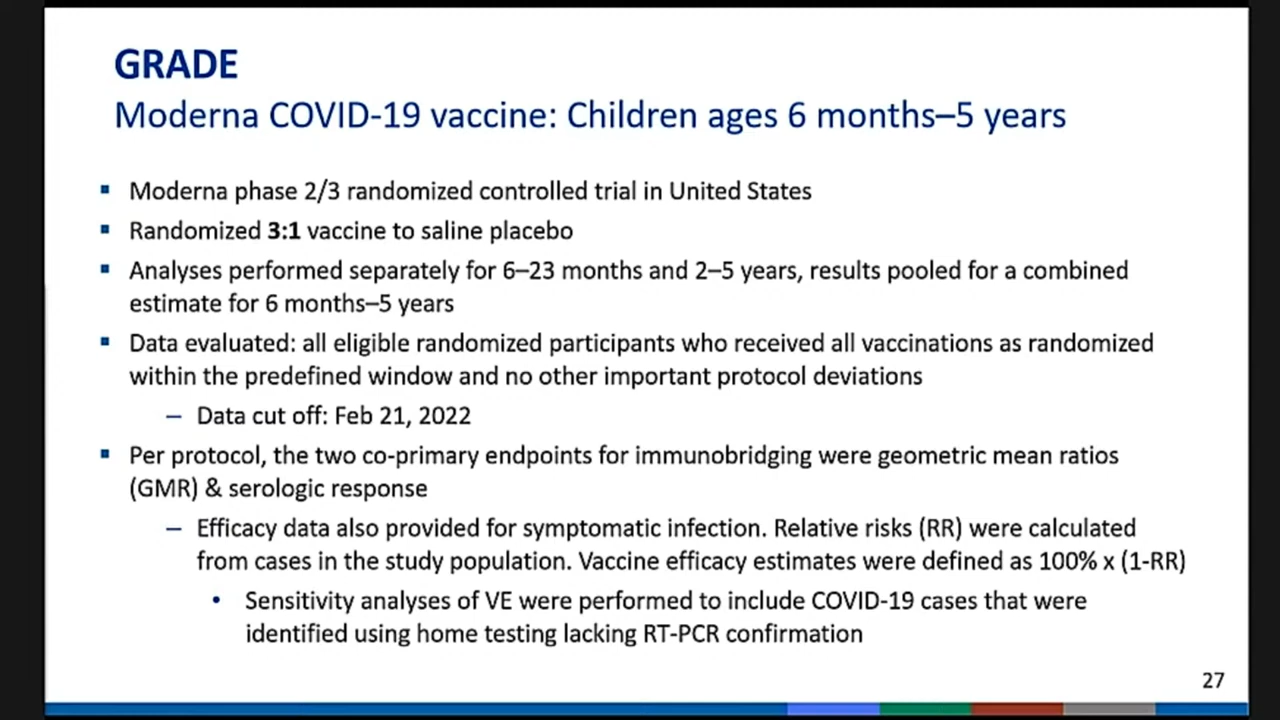 GRADE
Moderna COVID-19 vaccine: Children ages 6 months–5 years
▪ Moderna phase 2/3 randomized controlled trial in United States
▪ Randomized 3:1 vaccine to saline placebo
▪ Analyses performed separately for 6–23 months and 2–5 years, results pooled for a combined
estimate for 6 months–5 years
▪ Data evaluated: all eligible randomized participants who received all vaccinations as randomized
within the predefined window and no other important protocol deviations
– Data cut off: Feb 21, 2022
▪ Per protocol, the two co-primary endpoints for immunobridging were geometric mean ratios
(GMR) & serologic response
– Efficacy data also provided for symptomatic infection. Relative risks (RR) were calculated
from cases in the study population. Vaccine efficacy estimates were defined as 100% x (1-RR)
• Sensitivity analyses of VE were performed to include COVID-19 cases that were
identified using home testing lacking RT-PCR confirmation
27